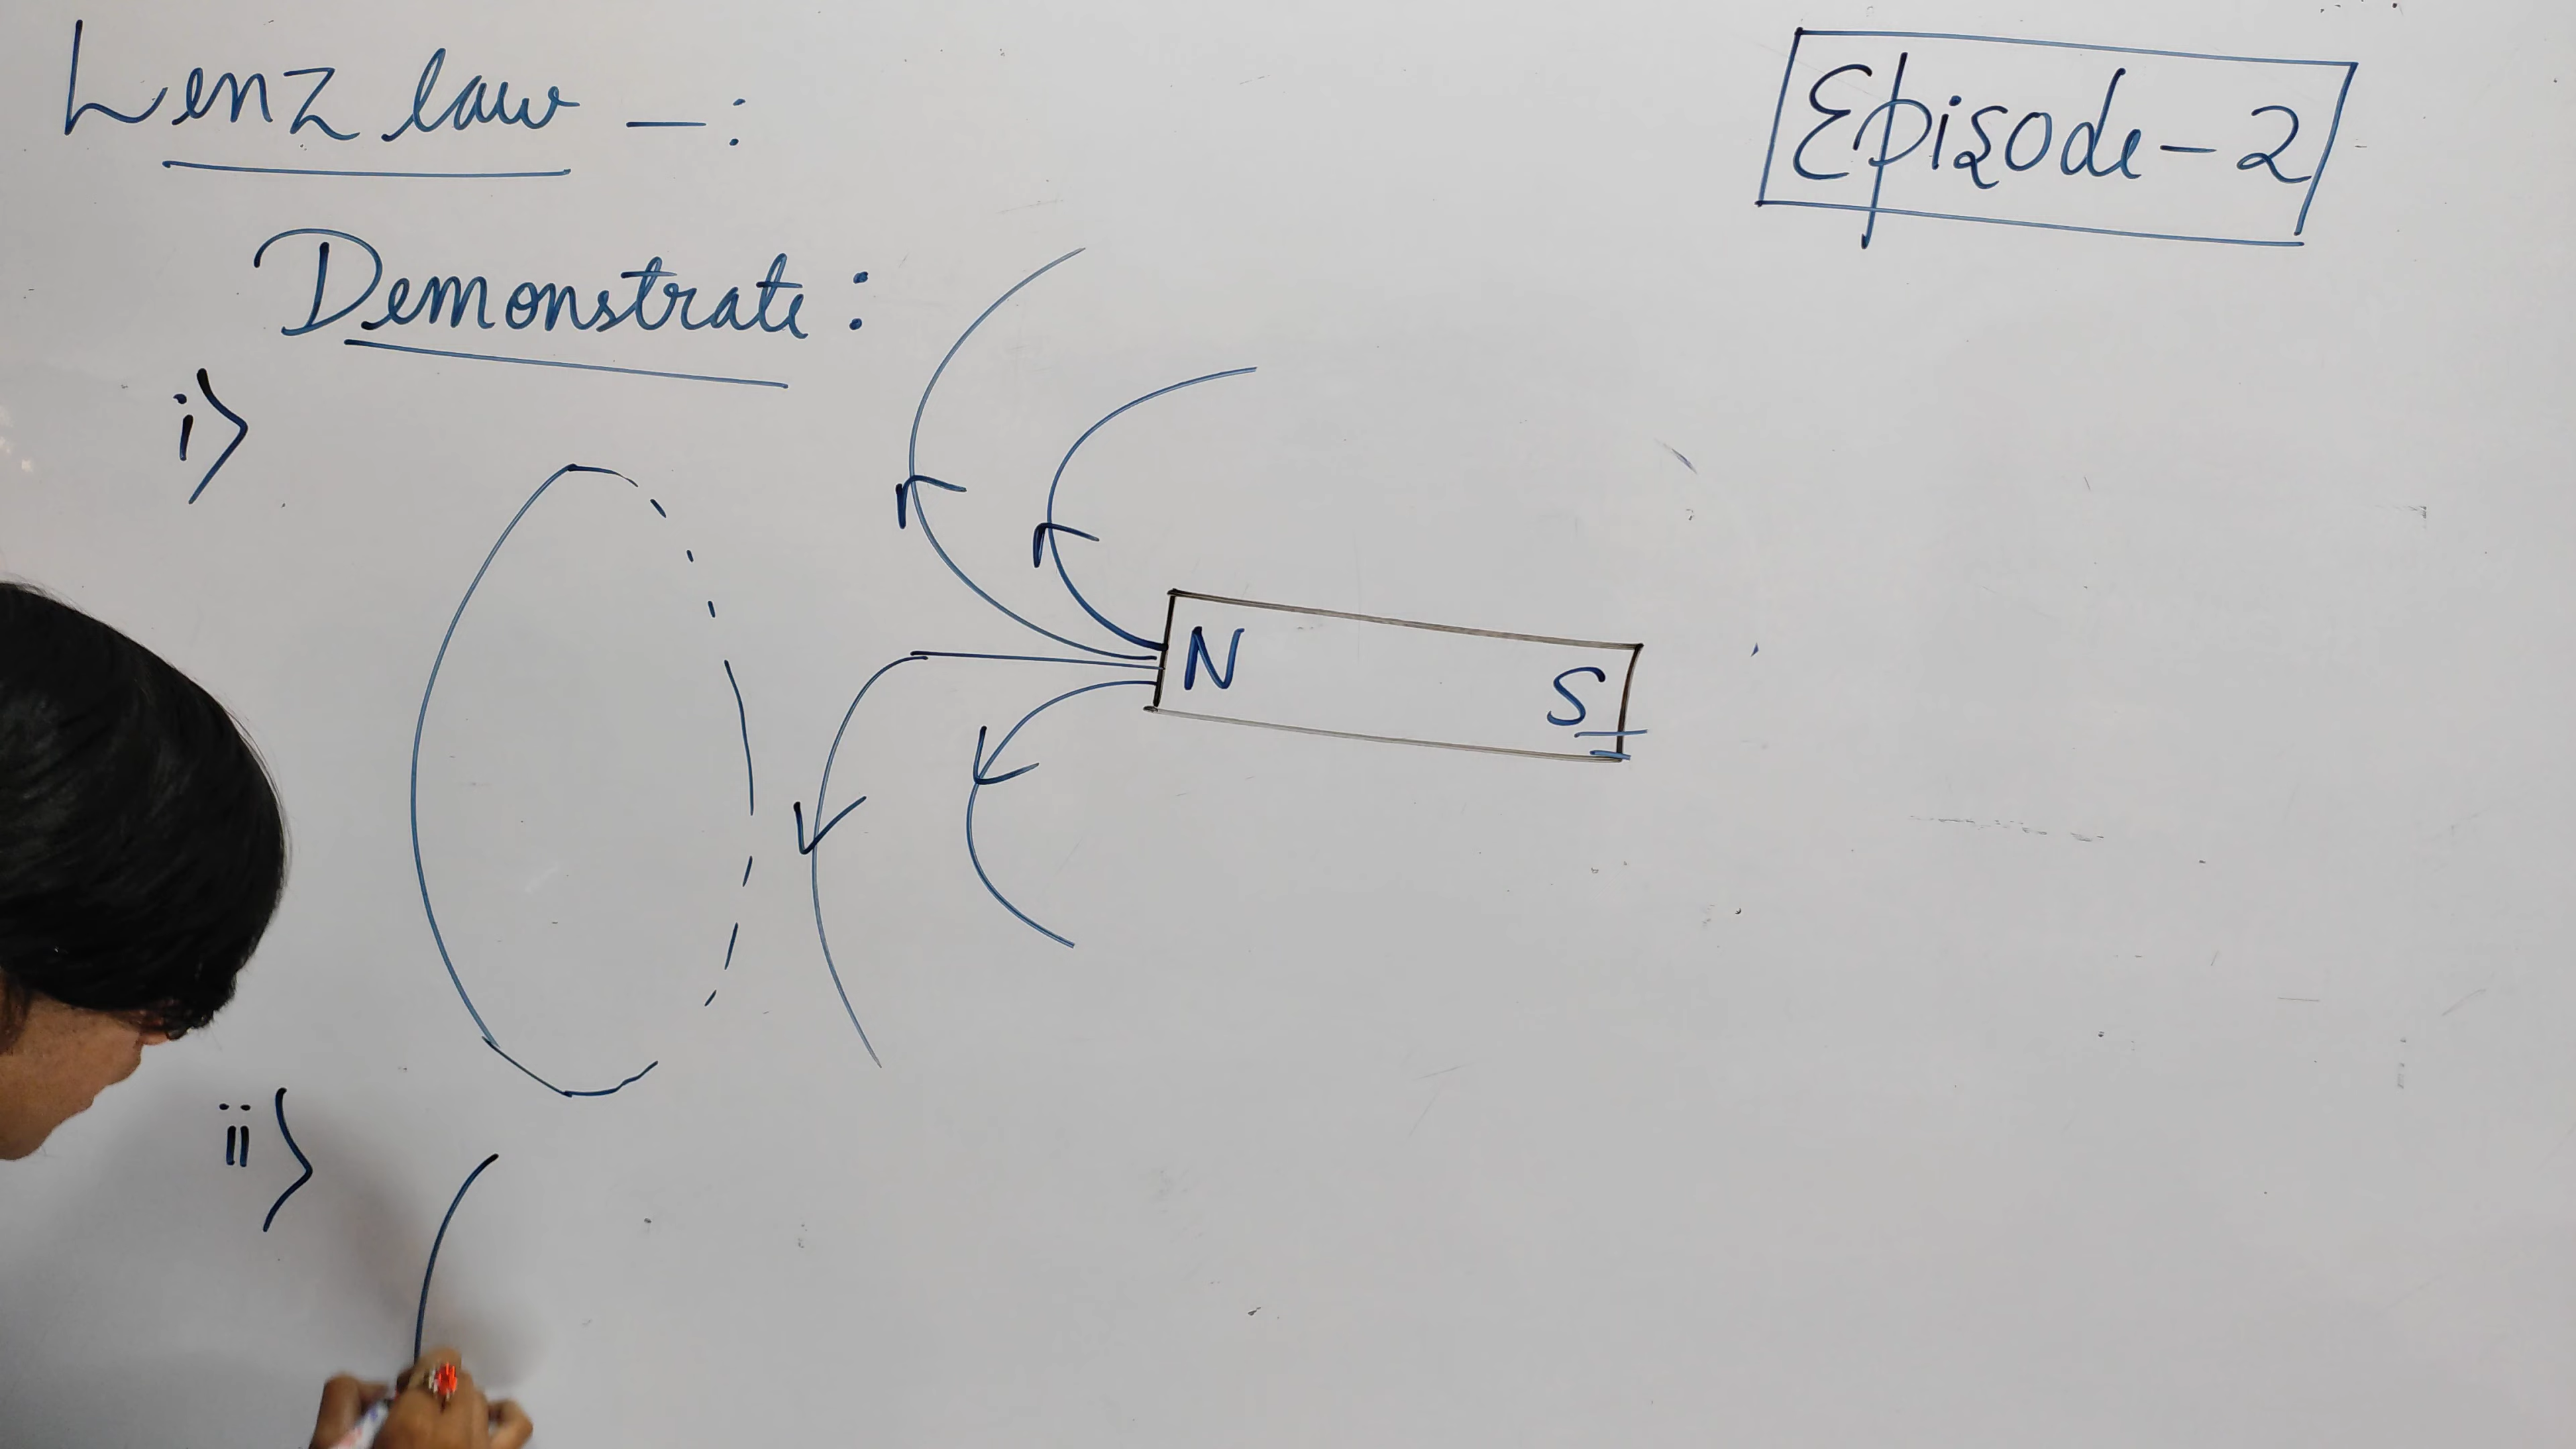 Lenz law -:
Episode-2
Demonstrate:
i)
N
S
ii)